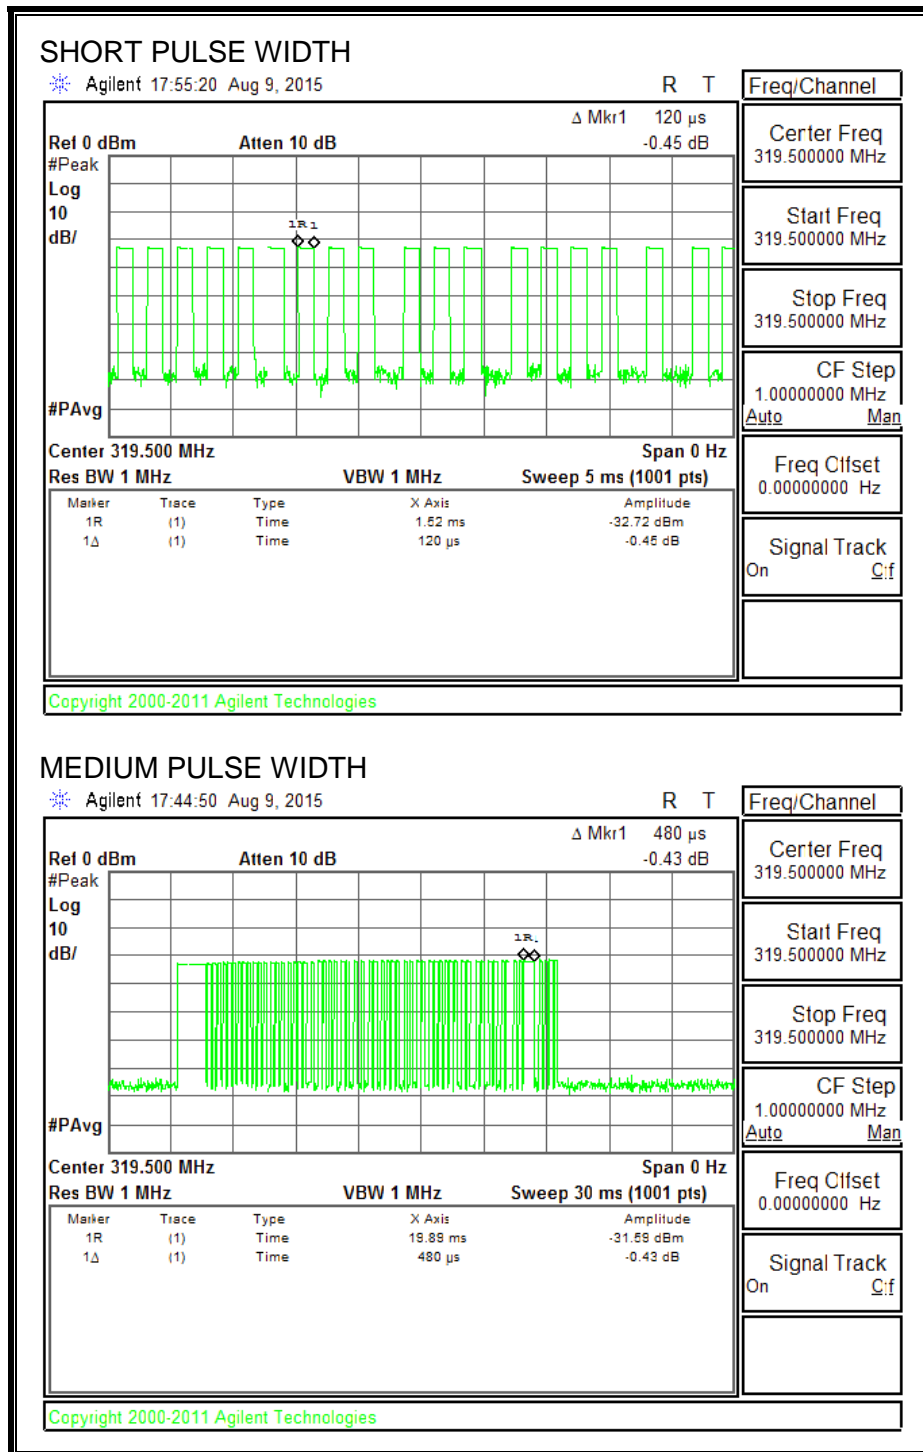 SHORT PULSE WIDTH
Agilent 17:55:20 Aug 9, 2015 R T
Freq/Channel
Δ Mkr1 120 µs
Ref 0 dBm Atten 10 dB -0.45 dB
#Peak
Log
10
dB/
1R 1
#PAvg
Center 319.500 MHz Span 0 Hz
Res BW 1 MHz VBW 1 MHz Sweep 5 ms (1001 pts)
Marker Trace Type X Axis Amplitude
1R (1) Time 1.52 ms -32.72 dBm
1Δ (1) Time 120 µs -0.45 dB
Center Freq
319.500000 MHz
Start Freq
319.500000 MHz
Stop Freq
319.500000 MHz
CF Step
1.00000000 MHz
Auto Man
Freq Offset
0.00000000 Hz
Signal Track
On Off
Copyright 2000-2011 Agilent Technologies
MEDIUM PULSE WIDTH
Agilent 17:44:50 Aug 9, 2015 R T
Freq/Channel
Δ Mkr1 480 µs
Ref 0 dBm Atten 10 dB -0.43 dB
#Peak
Log
10
dB/
1R
#PAvg
Center 319.500 MHz Span 0 Hz
Res BW 1 MHz VBW 1 MHz Sweep 30 ms (1001 pts)
Marker Trace Type X Axis Amplitude
1R (1) Time 19.89 ms -31.59 dBm
1Δ (1) Time 480 µs -0.43 dB
Center Freq
319.500000 MHz
Start Freq
319.500000 MHz
Stop Freq
319.500000 MHz
CF Step
1.00000000 MHz
Auto Man
Freq Offset
0.00000000 Hz
Signal Track
On Off
Copyright 2000-2011 Agilent Technologies